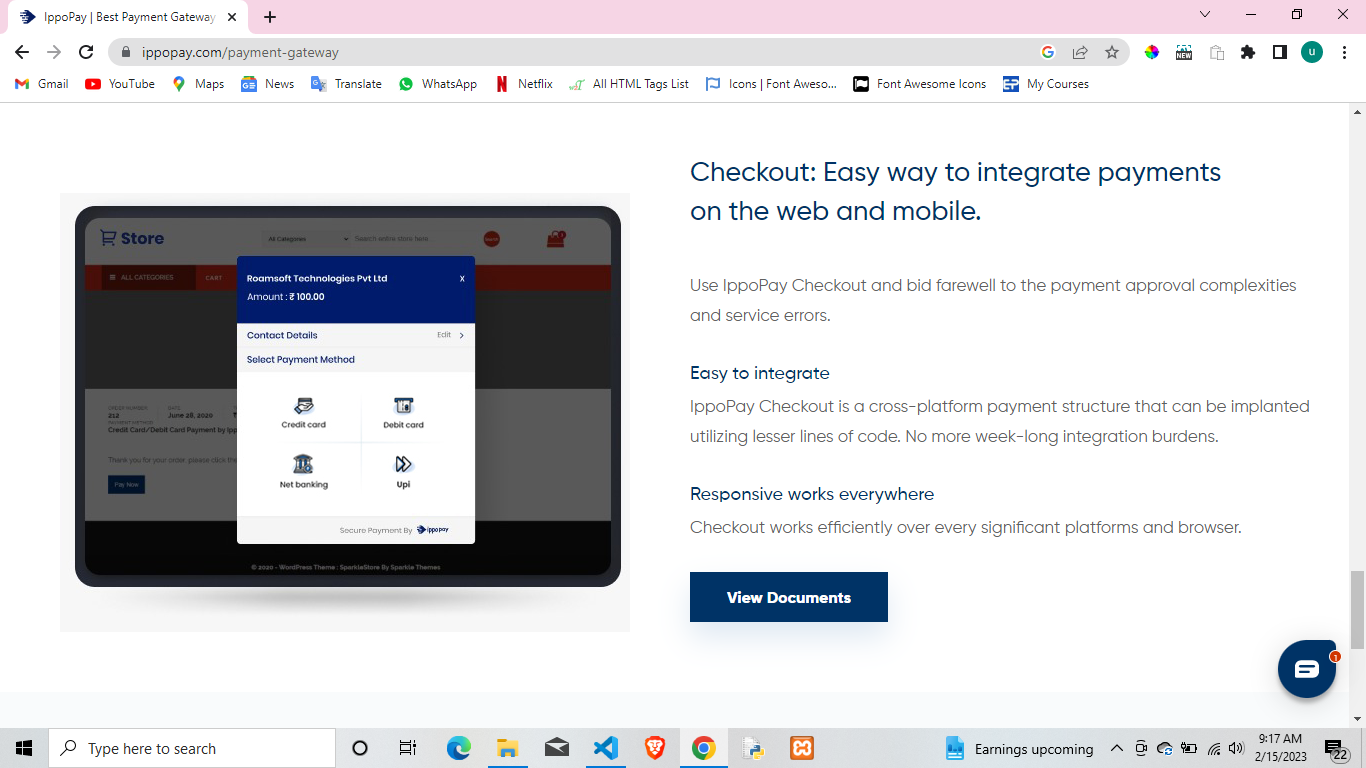 IppoPay | Best Payment Gateway
ippopay.com/payment-gateway
NEW
u
Gmail
YouTube
Maps
News
Translate
WhatsApp
Netflix
All HTML Tags List
Icons | Font Aweso...
Font Awesome Icons
My Courses
Store
All Categories
Search entire store here
ALL CATEGORIES
CART
Roamsoft Technologies Pvt Ltd
x
Amount : ₹ 100.00
Contact Details
Edit
Select Payment Method
Credit card
Debit card
Net banking
Upi
Secure Payment By ippopay
ORDER NUMBER
212
DATE
June 28, 2020
PAYMENT METHOD
Credit Card/Debit Card Payment by Ipp
Thank you for your order, please click the
Pay Now
© 2020 - WordPress Theme : SparkleStore By Sparkle Themes
Checkout: Easy way to integrate payments
on the web and mobile.
Use IppoPay Checkout and bid farewell to the payment approval complexities
and service errors.
Easy to integrate
IppoPay Checkout is a cross-platform payment structure that can be implanted
utilizing lesser lines of code. No more week-long integration burdens.
Responsive works everywhere
Checkout works efficiently over every significant platforms and browser.
View Documents
1
Type here to search
Earnings upcoming
9:17 AM
2/15/2023
22